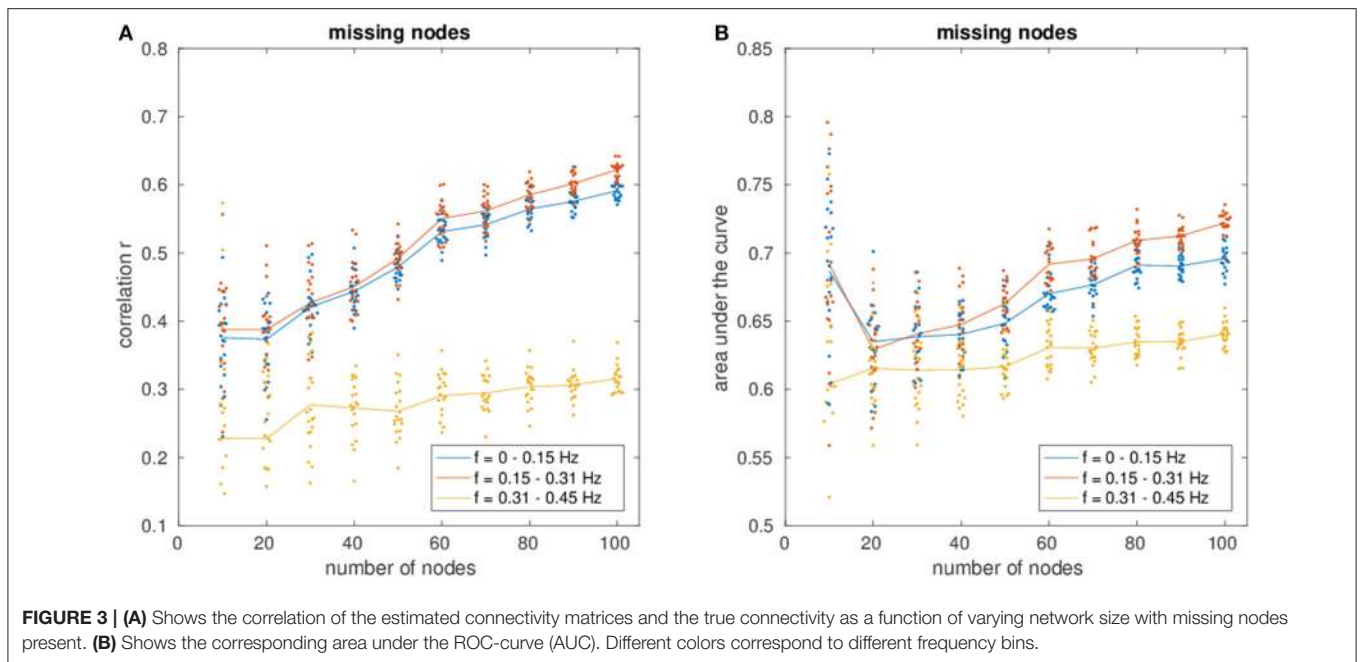 A
missing nodes
0.8
0.7
0.6
0.5
0.4
0.3
0.2
0.1
correlation r
0 20 40 60 80 100
number of nodes
f = 0 - 0.15 Hz
f = 0.15 - 0.31 Hz
f = 0.31 - 0.45 Hz
B
missing nodes
0.85
0.8
0.75
0.7
0.65
0.6
0.55
0.5
area under the curve
0 20 40 60 80 100
number of nodes
f = 0 - 0.15 Hz
f = 0.15 - 0.31 Hz
f = 0.31 - 0.45 Hz
FIGURE 3 | (A) Shows the correlation of the estimated connectivity matrices and the true connectivity as a function of varying network size with missing nodes
present. (B) Shows the corresponding area under the ROC-curve (AUC). Different colors correspond to different frequency bins.